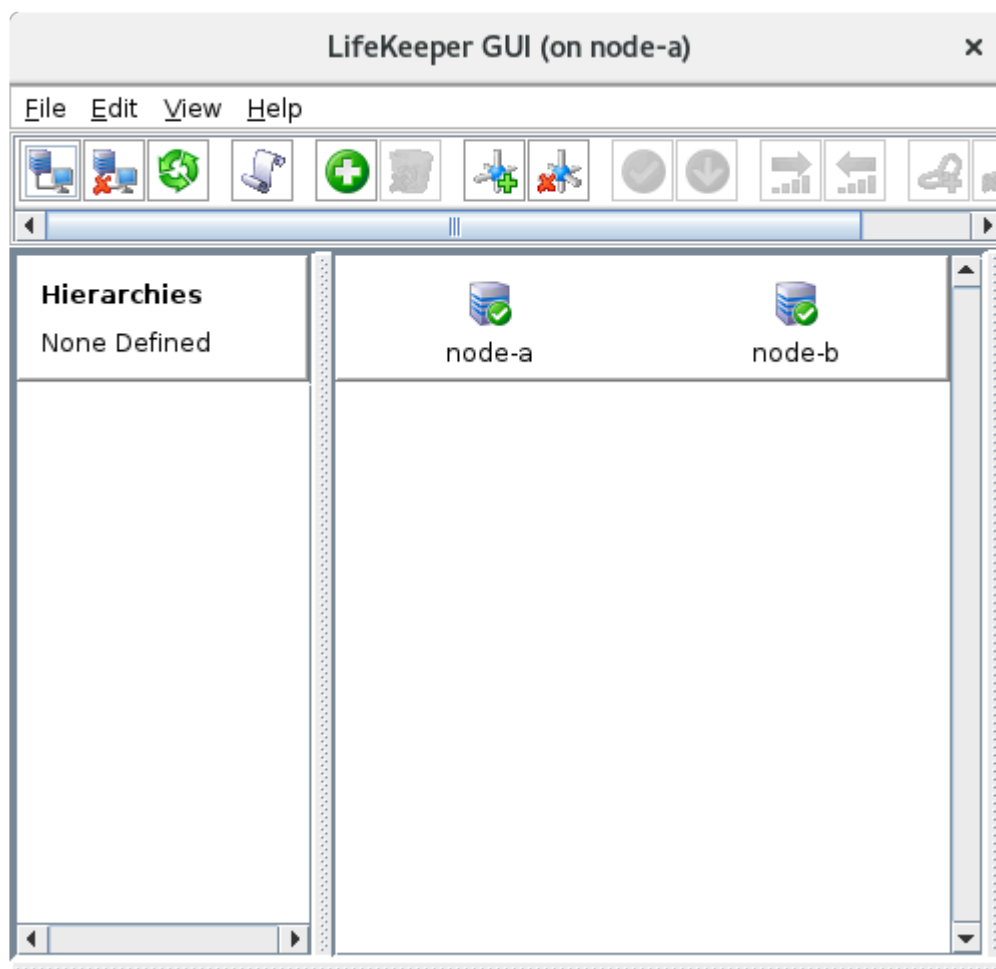 LifeKeeper GUI (on node-a)
File Edit View Help
Hierarchies
None Defined
node-a node-b